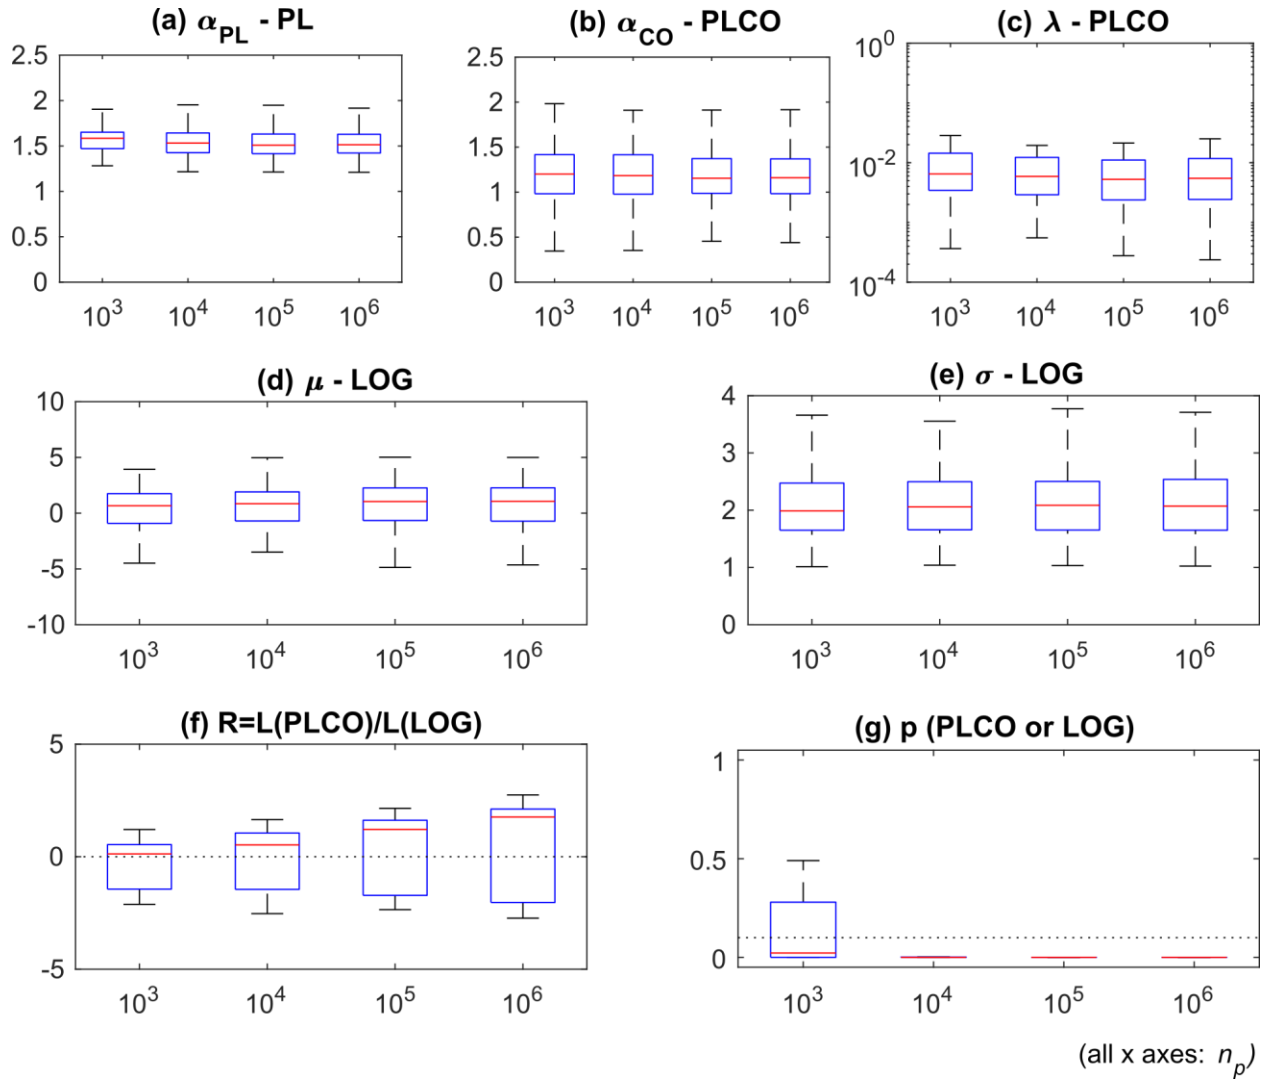 (a) α_PL - PL
(b) α_CO - PLCO
(c) λ - PLCO
2.5
2
1.5
1
0.5
0
10^3 10^4 10^5 10^6
2.5
2
1.5
1
0.5
0
10^3 10^4 10^5 10^6
10^0
10^-2
10^-4
10^3 10^4 10^5 10^6
(d) μ - LOG
10
5
0
-5
-10
10^3 10^4 10^5 10^6
(e) σ - LOG
4
3
2
1
0
10^3 10^4 10^5 10^6
(f) R=L(PLCO)/L(LOG)
5
0
-5
10^3 10^4 10^5 10^6
(g) p (PLCO or LOG)
1
0.5
0
10^3 10^4 10^5 10^6
(all x axes: n_p)